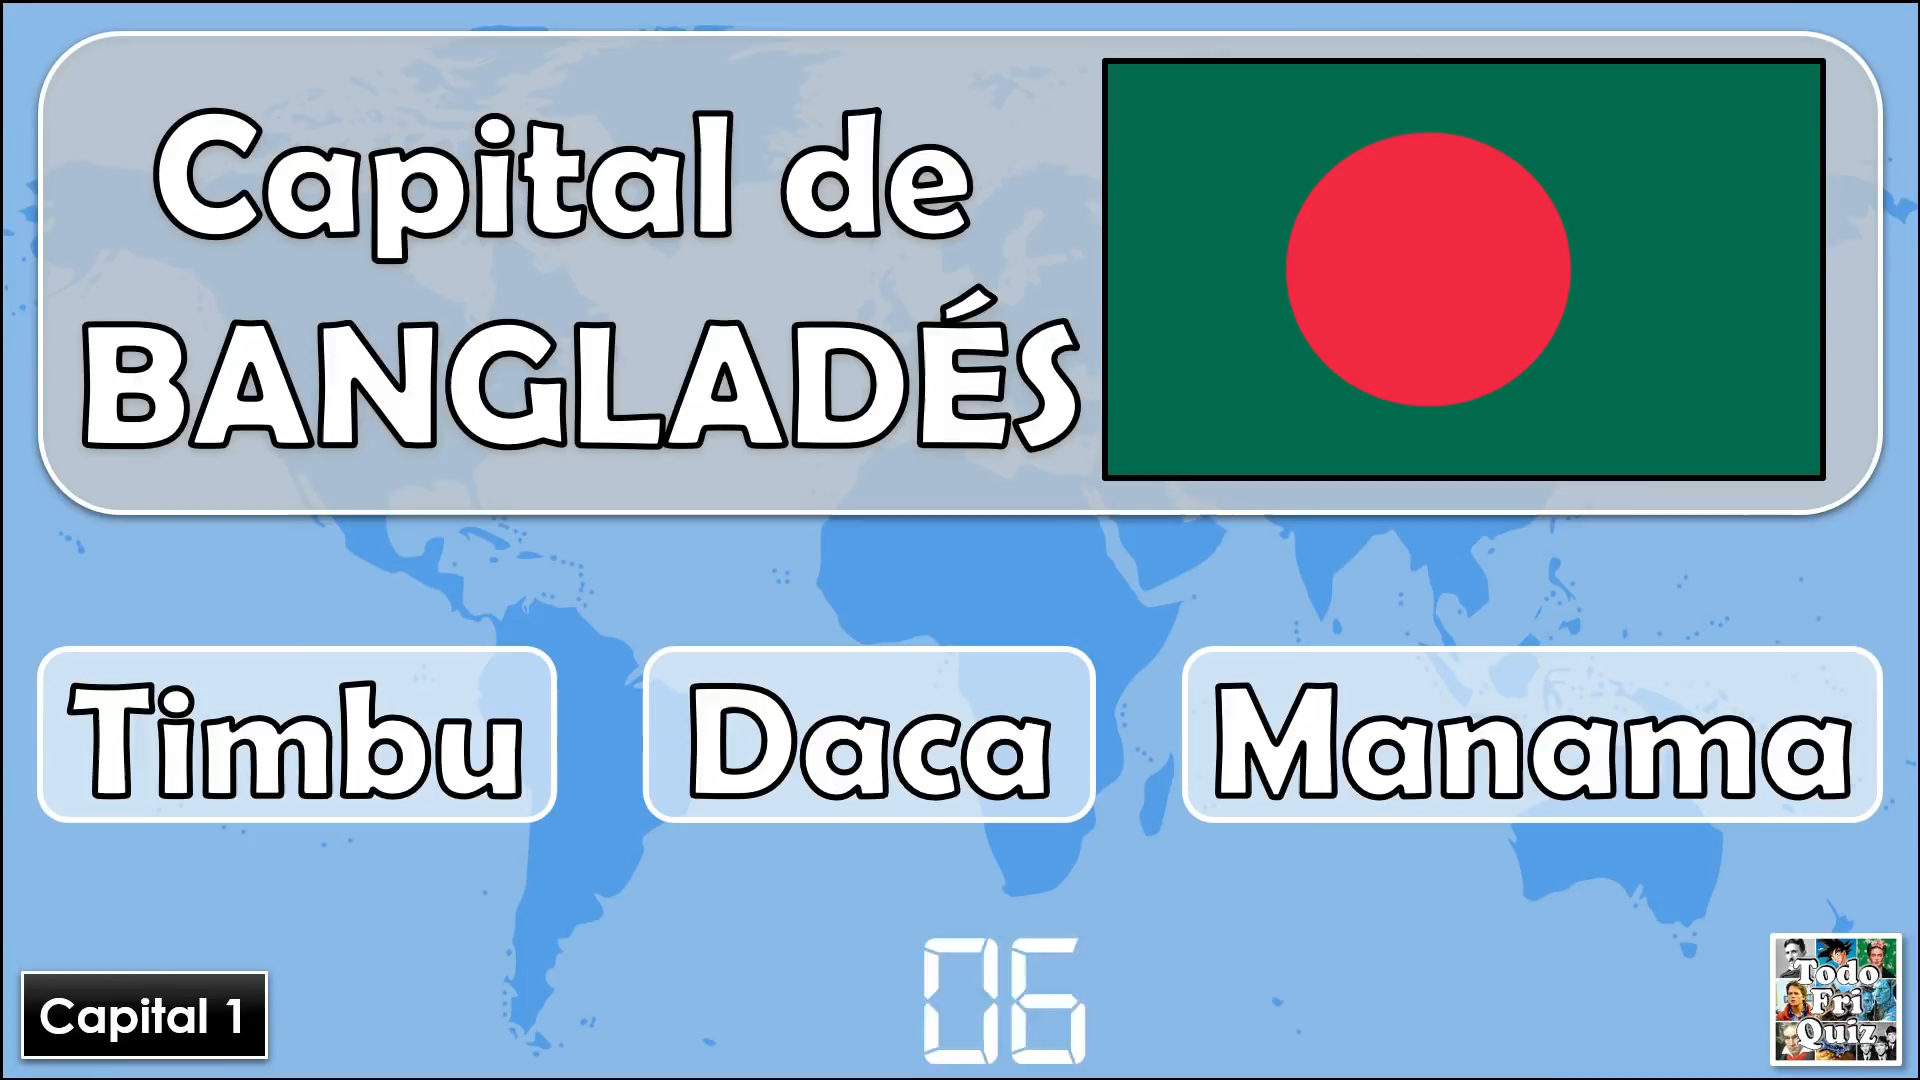 Capital de
BANGLADÉS
Timbu
Daca
Manama
06
Capital 1
Todo
Fri
Quiz